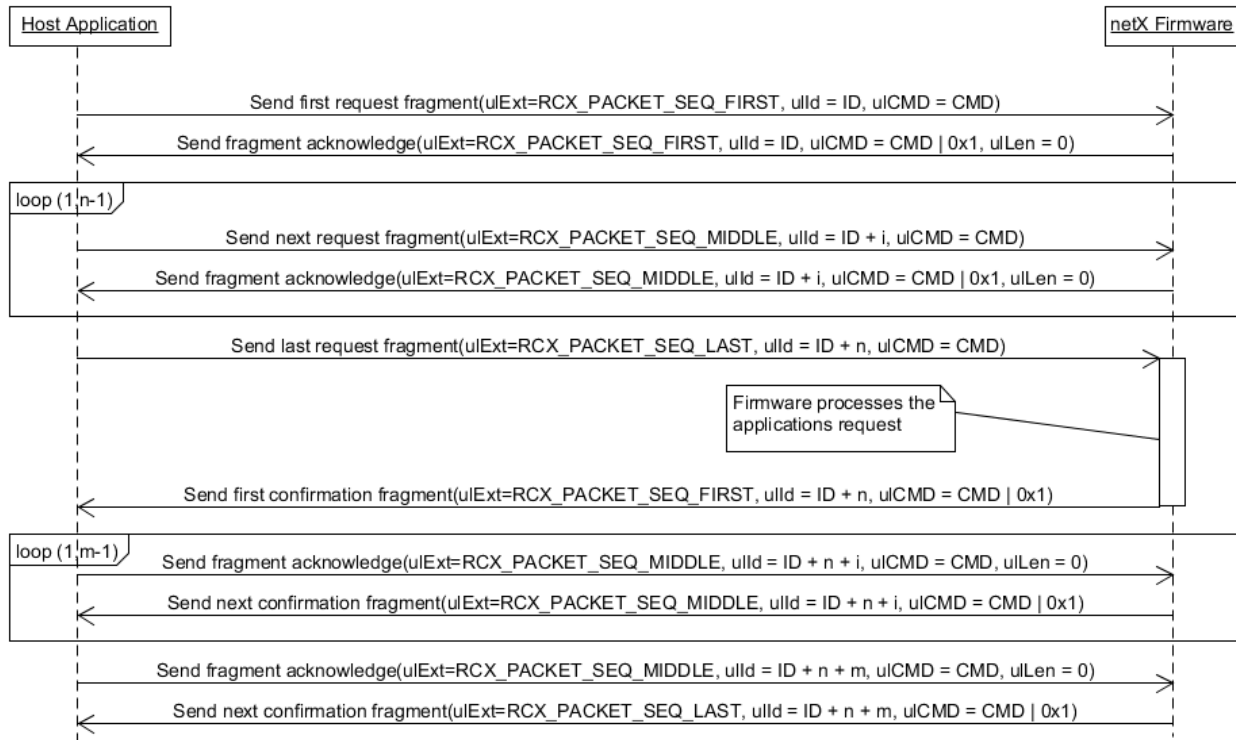 Host Application
netX Firmware
Send first request fragment(ulExt=RCX_PACKET_SEQ_FIRST, ulId = ID, ulCMD = CMD)
Send fragment acknowledge(ulExt=RCX_PACKET_SEQ_FIRST, ulId = ID, ulCMD = CMD | 0x1, ulLen = 0)
loop (1,n-1)
Send next request fragment(ulExt=RCX_PACKET_SEQ_MIDDLE, ulId = ID + i, ulCMD = CMD)
Send fragment acknowledge(ulExt=RCX_PACKET_SEQ_MIDDLE, ulId = ID + i, ulCMD = CMD | 0x1, ulLen = 0)
Send last request fragment(ulExt=RCX_PACKET_SEQ_LAST, ulId = ID + n, ulCMD = CMD)
Firmware processes the
applications request
Send first confirmation fragment(ulExt=RCX_PACKET_SEQ_FIRST, ulId = ID + n, ulCMD = CMD | 0x1)
loop (1,m-1)
Send fragment acknowledge(ulExt=RCX_PACKET_SEQ_MIDDLE, ulId = ID + n + i, ulCMD = CMD, ulLen = 0)
Send next confirmation fragment(ulExt=RCX_PACKET_SEQ_MIDDLE, ulId = ID + n + i, ulCMD = CMD | 0x1)
Send fragment acknowledge(ulExt=RCX_PACKET_SEQ_MIDDLE, ulId = ID + n + m, ulCMD = CMD, ulLen = 0)
Send next confirmation fragment(ulExt=RCX_PACKET_SEQ_LAST, ulId = ID + n + m, ulCMD = CMD | 0x1)